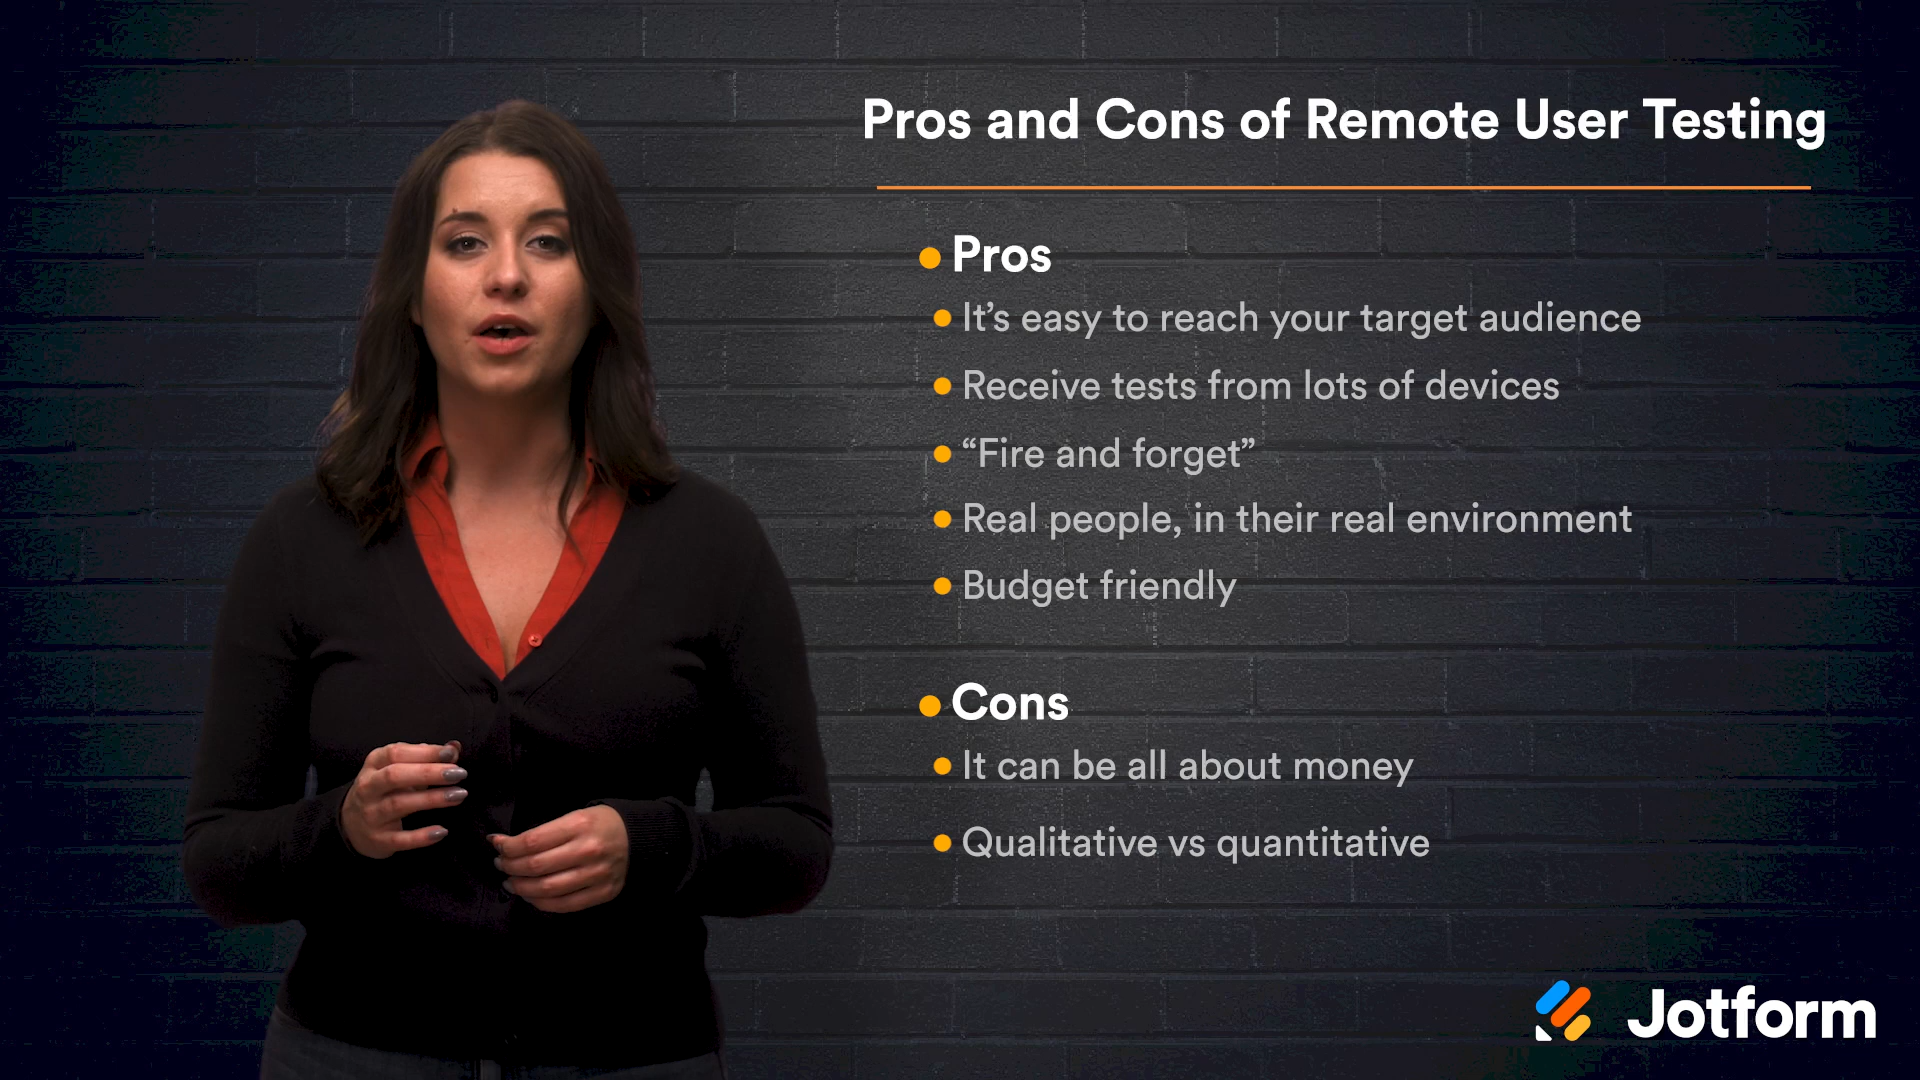 Pros and Cons of Remote User Testing
Pros
It’s easy to reach your target audience
Receive tests from lots of devices
“Fire and forget”
Real people, in their real environment
Budget friendly
Cons
It can be all about money
Qualitative vs quantitative
Jotform